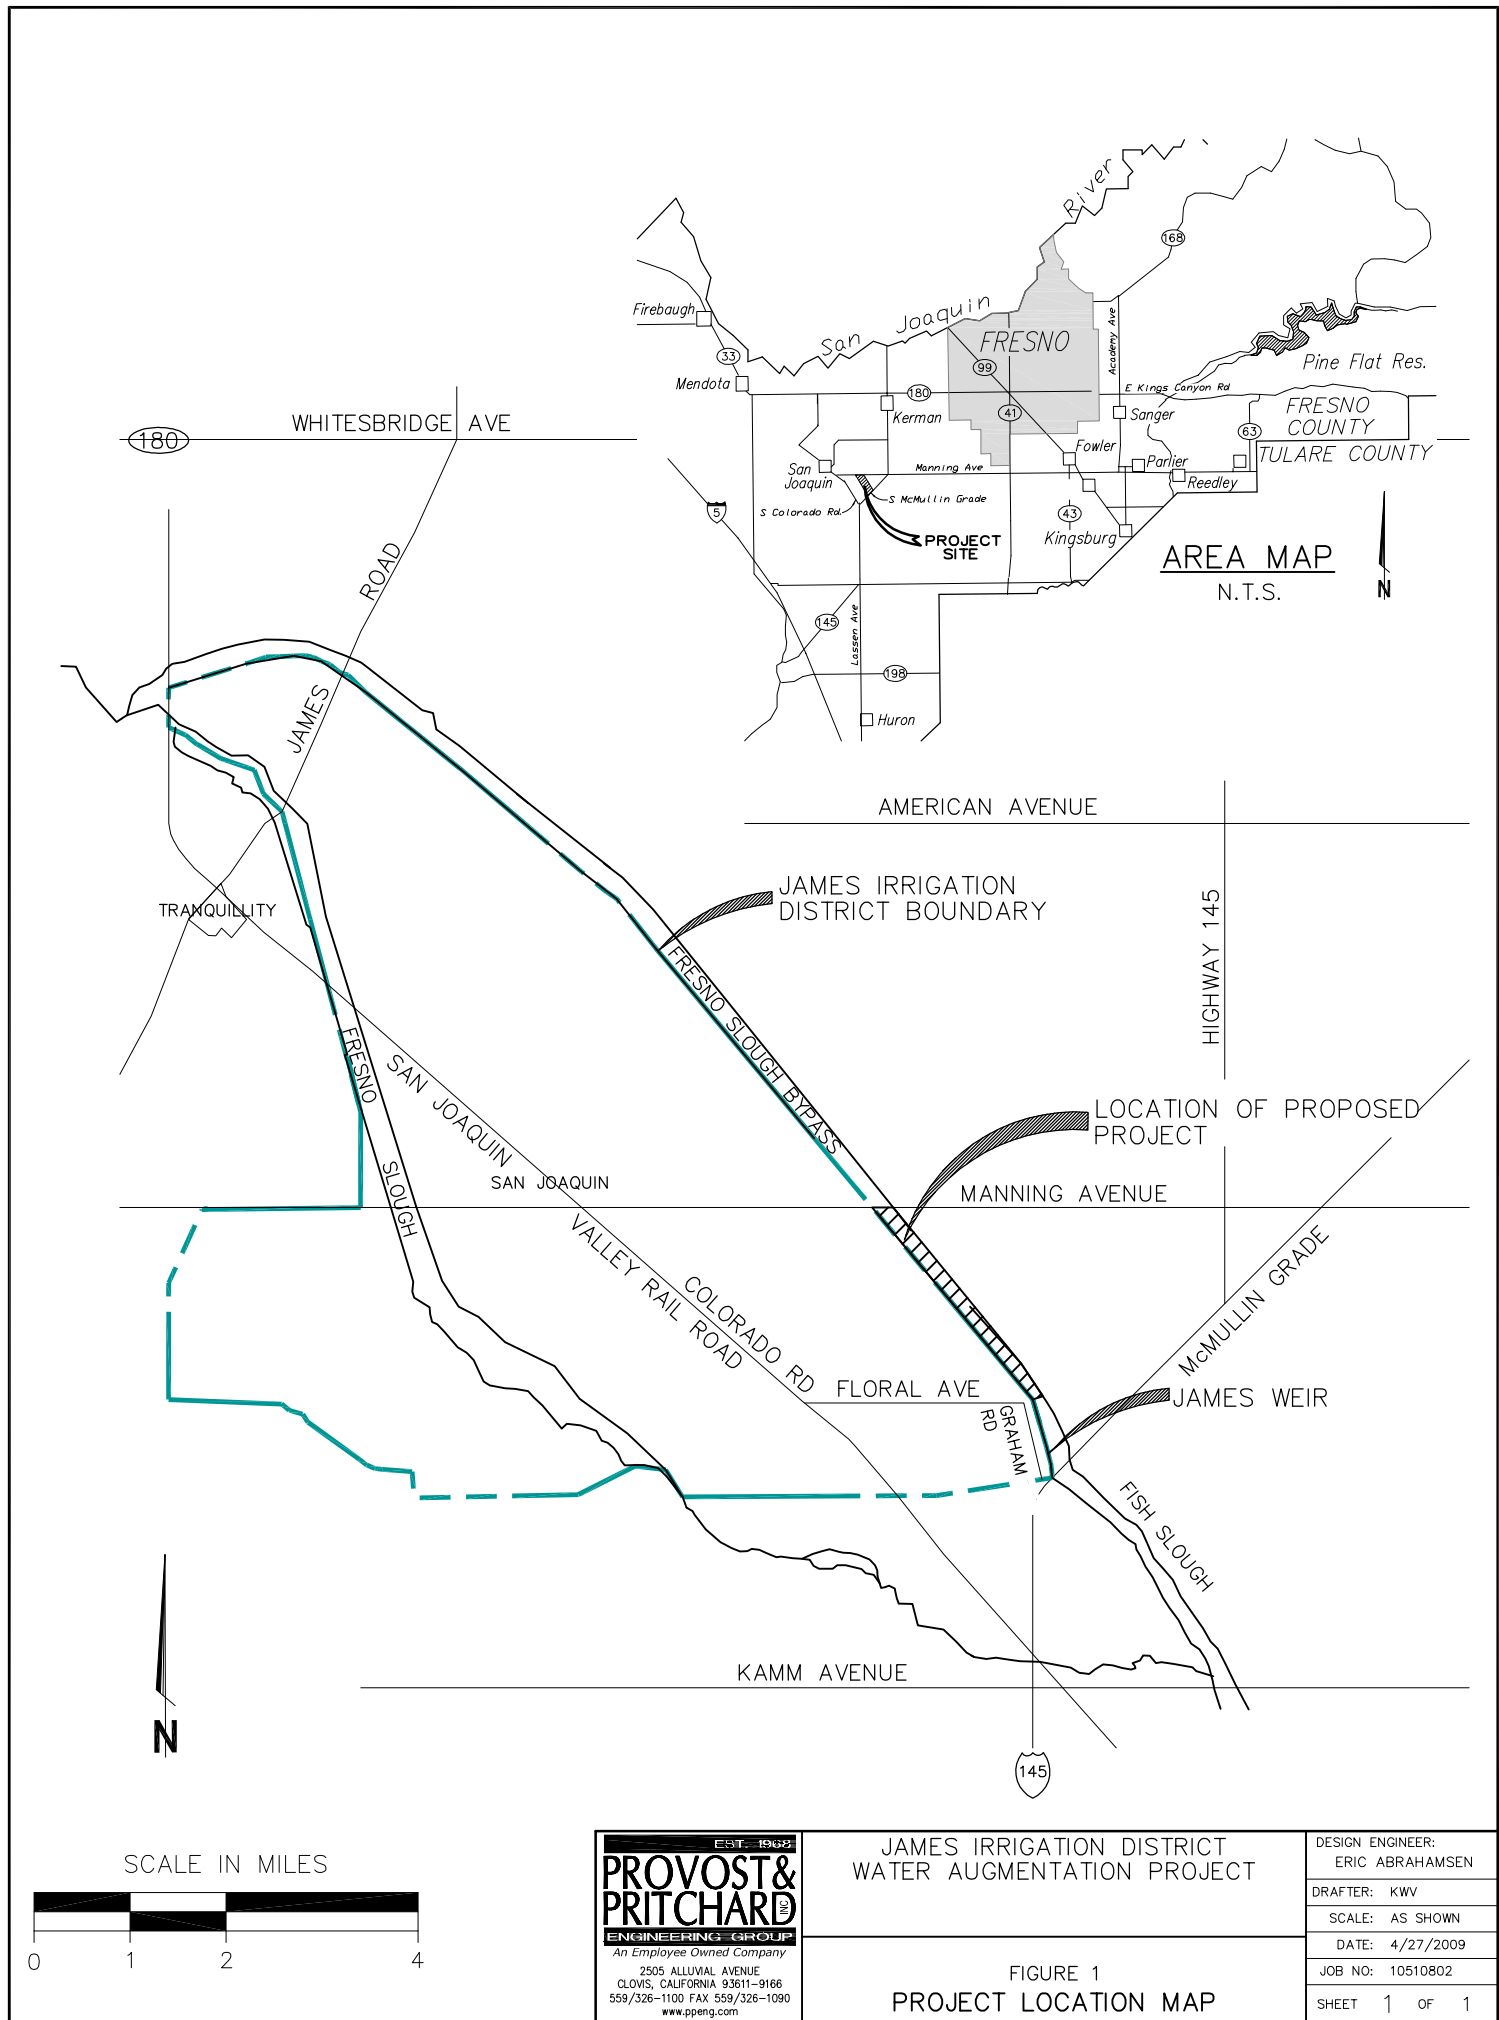 River
168
Firebaugh
San Joaquin
FRESNO
Academy Ave
33
99
Pine Flat Res.
Mendota
180
E Kings Canyon Rd
41
Kerman
Sanger
FRESNO
COUNTY
63
TULARE COUNTY
Fowler
San
Joaquin
Manning Ave
Parlier
Reedley
S McMullin Grade
S Colorado Rd.
5
43
Kingsburg
PROJECT
SITE
AREA MAP
N.T.S.
N
145
Lassen Ave
198
Huron
WHITESBRIDGE AVE
180
JAMES ROAD
AMERICAN AVENUE
JAMES IRRIGATION
DISTRICT BOUNDARY
TRANQUILLITY
HIGHWAY 145
FRESNO SLOUGH BYPASS
FRESNO SLOUGH
SAN JOAQUIN VALLEY RAIL ROAD
LOCATION OF PROPOSED
PROJECT
SAN JOAQUIN
MANNING AVENUE
COLORADO RD
McMULLIN GRADE
FLORAL AVE
GRAHAM
RD
JAMES WEIR
FISH SLOUGH
KAMM AVENUE
N
145
SCALE IN MILES
0 1 2 4
EST. 1968
PROVOST&
PRITCHARD
INC
ENGINEERING GROUP
An Employee Owned Company
2505 ALLUVIAL AVENUE
CLOVIS, CALIFORNIA 93611-9166
559/326-1100 FAX 559/326-1090
www.ppeng.com
JAMES IRRIGATION DISTRICT
WATER AUGMENTATION PROJECT
FIGURE 1
PROJECT LOCATION MAP
DESIGN ENGINEER:
ERIC ABRAHAMSEN
DRAFTER: KWV
SCALE: AS SHOWN
DATE: 4/27/2009
JOB NO: 10510802
SHEET 1 OF 1